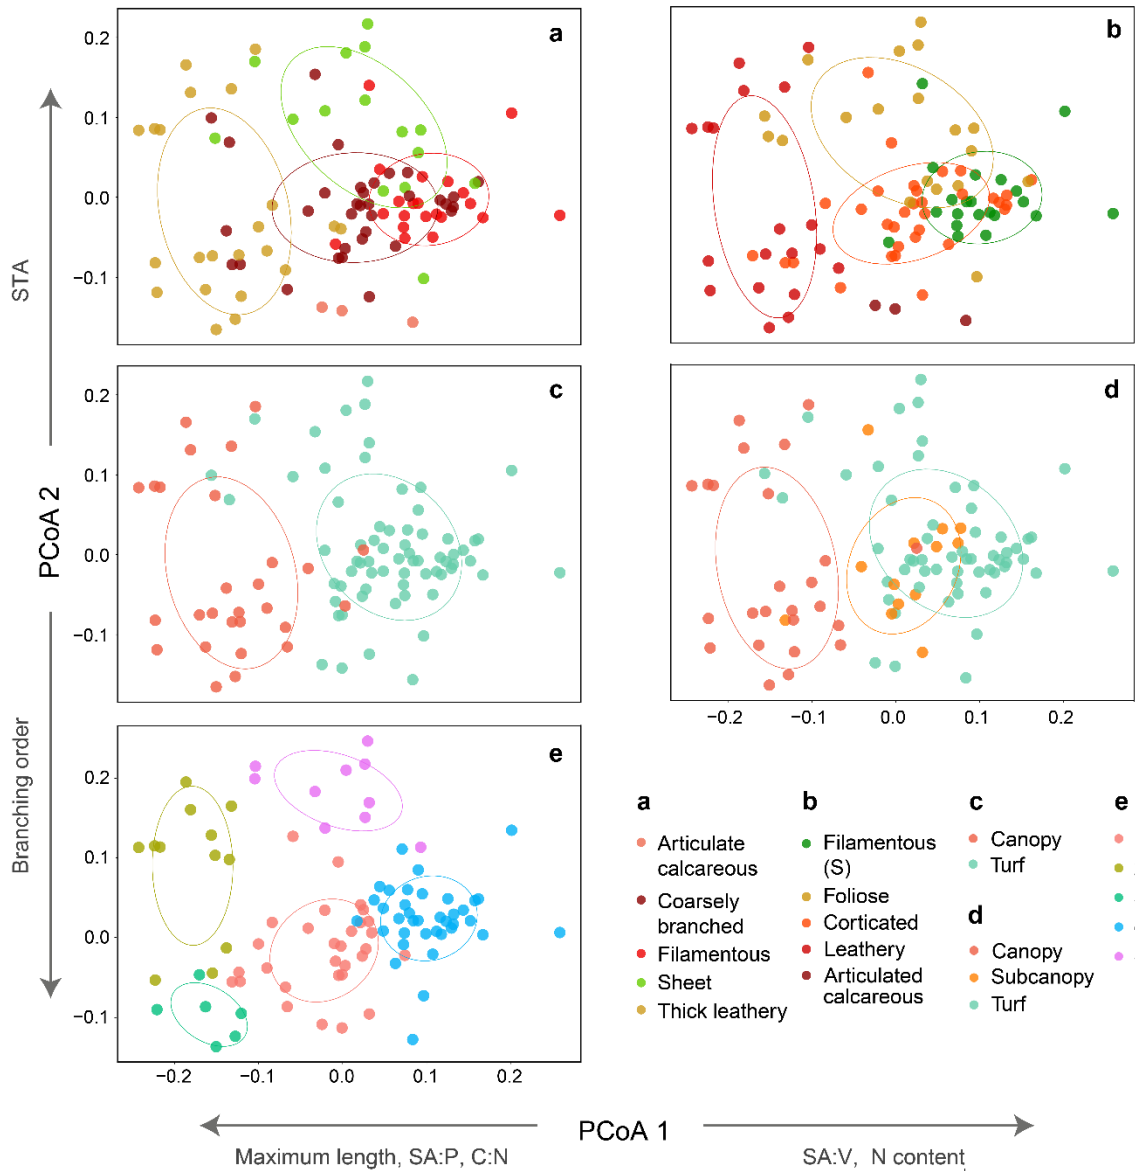 a
0.2
0.1
0.0
−0.1
b
STA
PCoA 2
Branching order
c
0.2
0.1
0.0
−0.1
d
−0.2
0.0
0.1
0.2
e
0.2
0.1
0.0
−0.1
−0.2
−0.1
0.0
0.1
0.2
a
Articulate
calcareous
Coarsely
branched
Filamentous
Sheet
Thick leathery
b
Filamentous
(S)
Foliose
Corticated
Leathery
Articulated
calcareous
c
Canopy
Turf
d
Canopy
Subcanopy
Turf
e
PCoA 1
Maximum length, SA:P, C:N
SA:V, N content